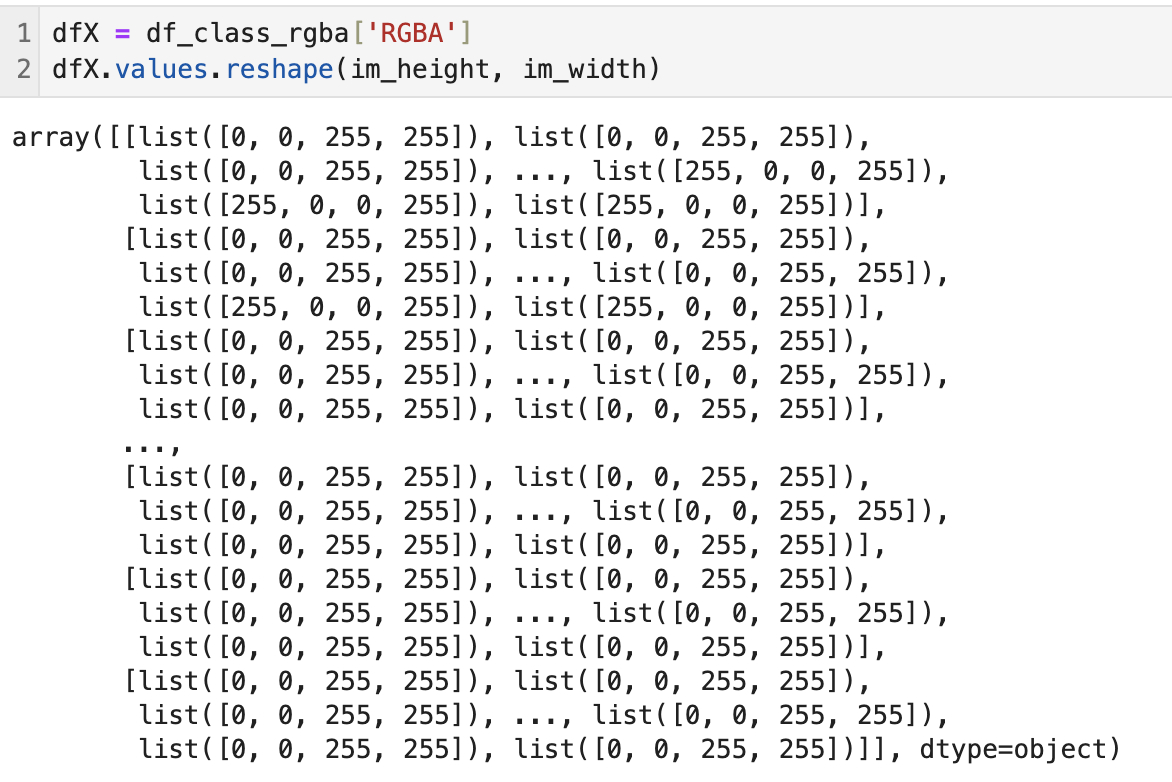 1 dfX = df_class_rgba['RGBA']
2 dfX.values.reshape(im_height, im_width)
array([[list([0, 0, 255, 255]), list([0, 0, 255, 255]),
        list([0, 0, 255, 255]), ..., list([255, 0, 0, 255]),
        list([255, 0, 0, 255]), list([255, 0, 0, 255])],
       [list([0, 0, 255, 255]), list([0, 0, 255, 255]),
        list([0, 0, 255, 255]), ..., list([0, 0, 255, 255]),
        list([255, 0, 0, 255]), list([255, 0, 0, 255])],
       [list([0, 0, 255, 255]), list([0, 0, 255, 255]),
        list([0, 0, 255, 255]), ..., list([0, 0, 255, 255]),
        list([0, 0, 255, 255]), list([0, 0, 255, 255])],
       ...,
       [list([0, 0, 255, 255]), list([0, 0, 255, 255]),
        list([0, 0, 255, 255]), ..., list([0, 0, 255, 255]),
        list([0, 0, 255, 255]), list([0, 0, 255, 255])],
       [list([0, 0, 255, 255]), list([0, 0, 255, 255]),
        list([0, 0, 255, 255]), ..., list([0, 0, 255, 255]),
        list([0, 0, 255, 255]), list([0, 0, 255, 255])],
       [list([0, 0, 255, 255]), list([0, 0, 255, 255]),
        list([0, 0, 255, 255]), ..., list([0, 0, 255, 255]),
        list([0, 0, 255, 255]), list([0, 0, 255, 255])]], dtype=object)